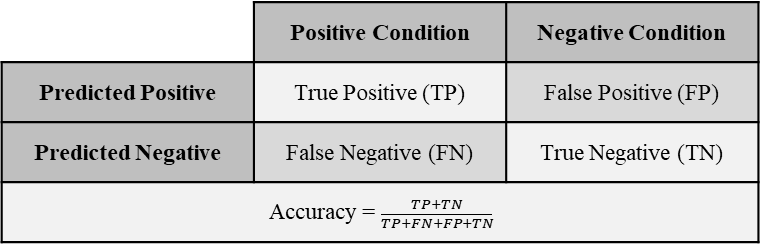 Positive Condition Negative Condition
Predicted Positive True Positive (TP) False Positive (FP)
Predicted Negative False Negative (FN) True Negative (TN)
Accuracy = \frac{TP+TN}{TP+FN+FP+TN}